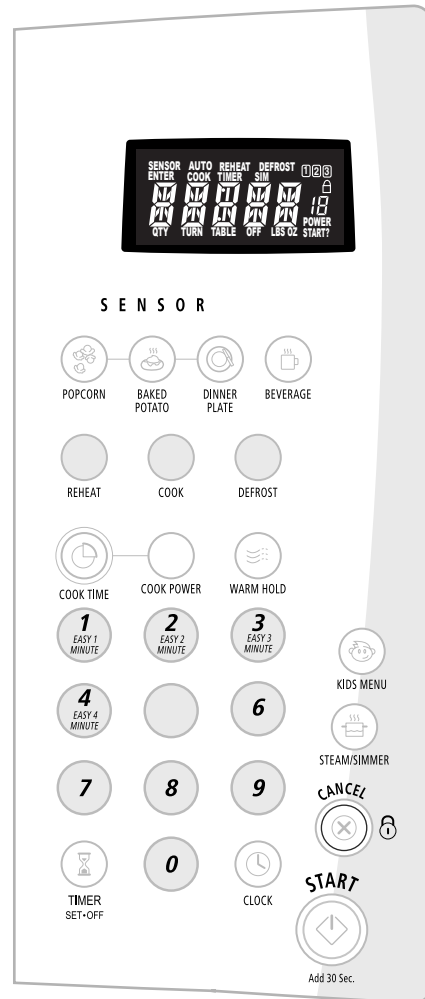 SENSOR AUTO REHEAT DEFROST 1 2 3
ENTER COOK TIMER SIM
18
POWER
QTY TURN TABLE OFF LBS OZ START?
SENSOR
POPCORN BAKED POTATO DINNER PLATE BEVERAGE
REHEAT COOK DEFROST
COOK TIME COOK POWER WARM HOLD
1 EASY 1 MINUTE
2 EASY 2 MINUTE
3 EASY 3 MINUTE
KIDS MENU
4 EASY 4 MINUTE
6
STEAM/SIMMER
7 8 9
CANCEL
0
TIMER
SET•OFF
CLOCK
START
Add 30 Sec.